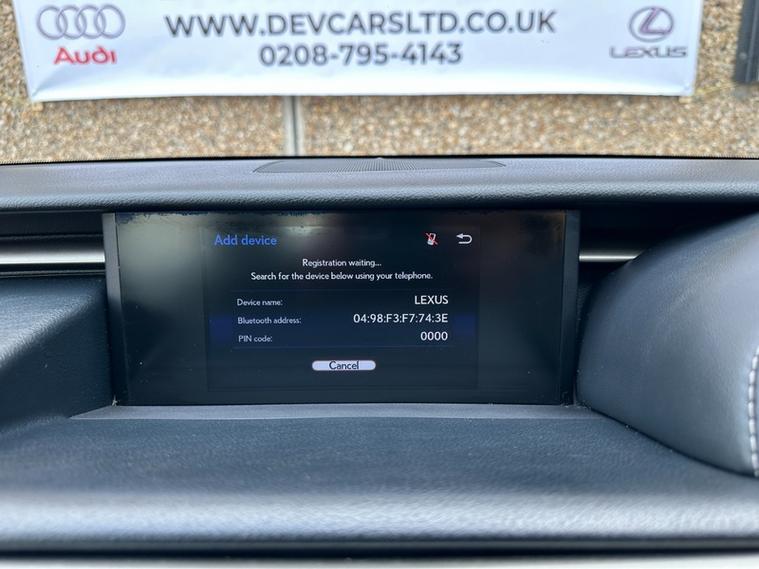 WWW.DEVCARSLTD.CO.UK
Audi
0208-795-4143
LEXUS
Add device
Registration waiting...
Search for the device below using your telephone.
Device name: LEXUS
Bluetooth address: 04:98:F3:F7:74:3E
PIN code: 0000
Cancel